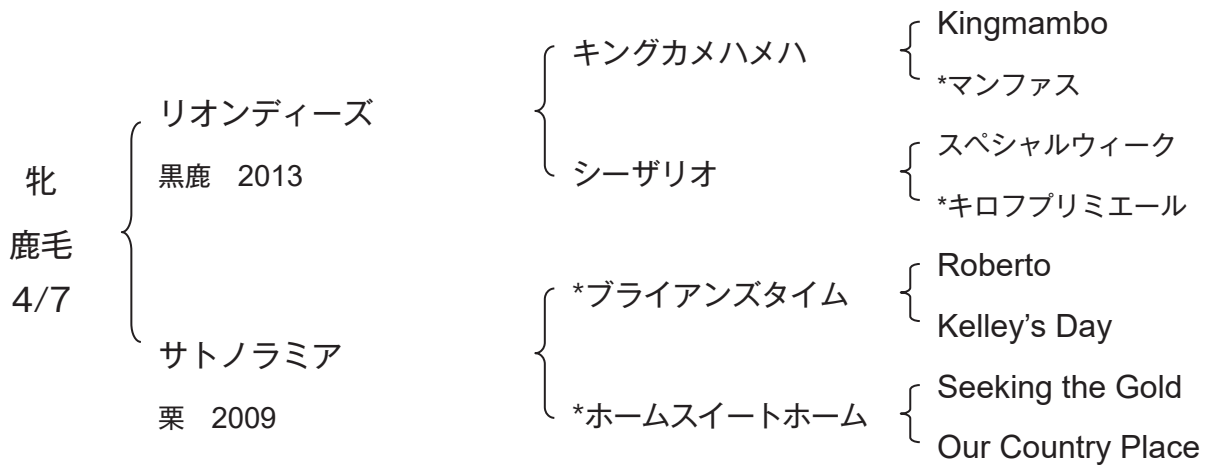 牝
鹿毛
4/7
リオンディーズ
黒鹿　2013
サトノラミア
栗　2009
キングカメハメハ
シーザリオ
*ブライアンズタイム
*ホームスイートホーム
Kingmambo
*マンファス
スペシャルウィーク
*キロフプリミエール
Roberto
Kelley’s Day
Seeking the Gold
Our Country Place